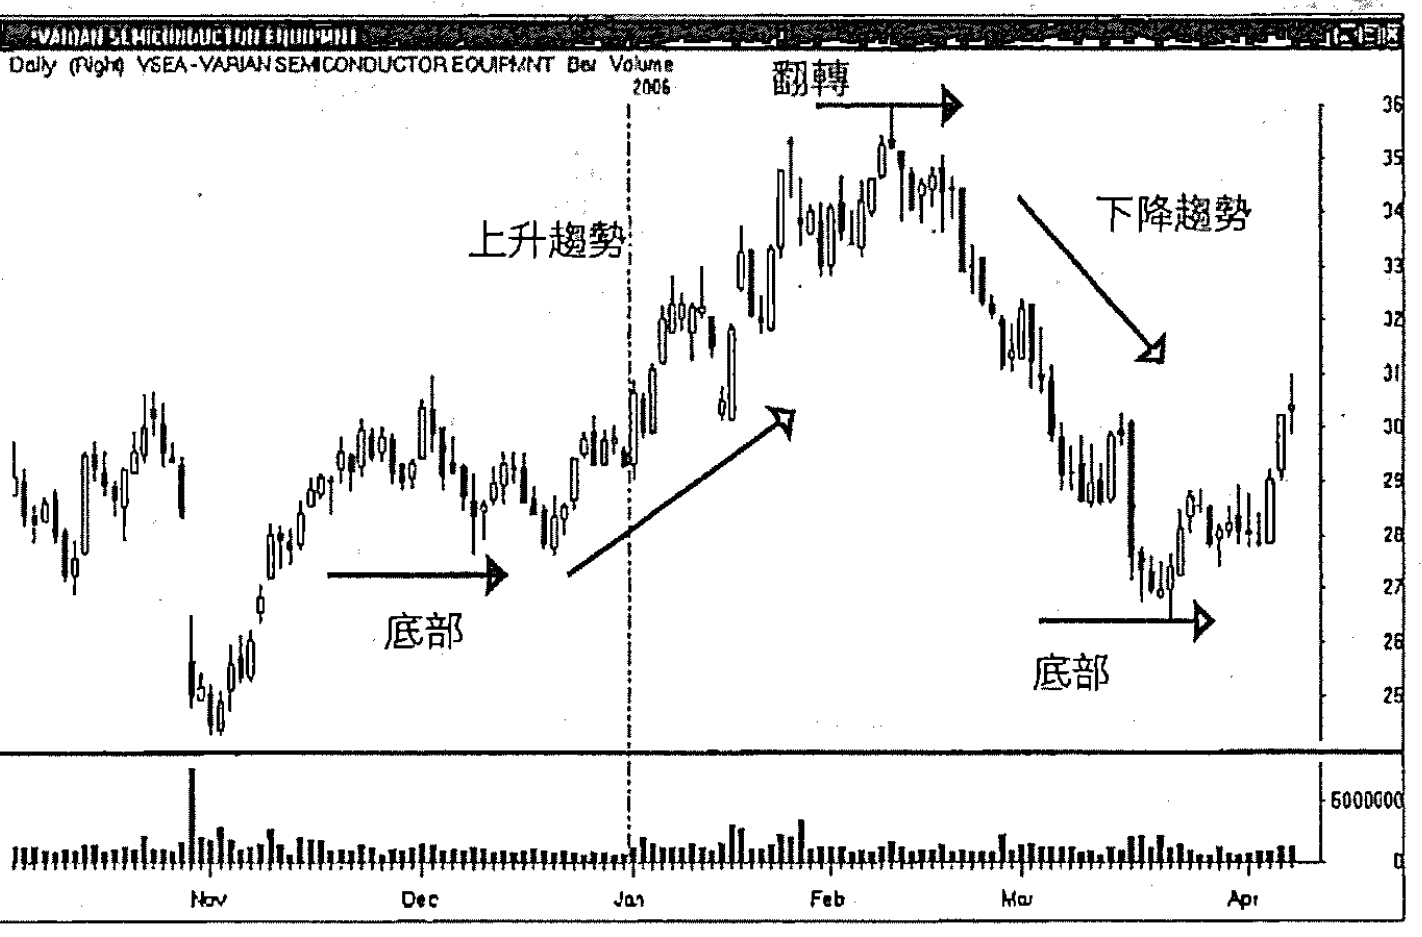 VARIAN SEMICONDUCTOR EQUIPMNT
Daily (Right) VSEA - VARIAN SEMICONDUCTOR EQUIPMNT Bar Volume
2006
翻轉
36
35
34
33
32
31
30
29
28
27
26
25
上升趨勢
下降趨勢
底部
底部
5000000
0
Nov Dec Jan Feb Mar Apr